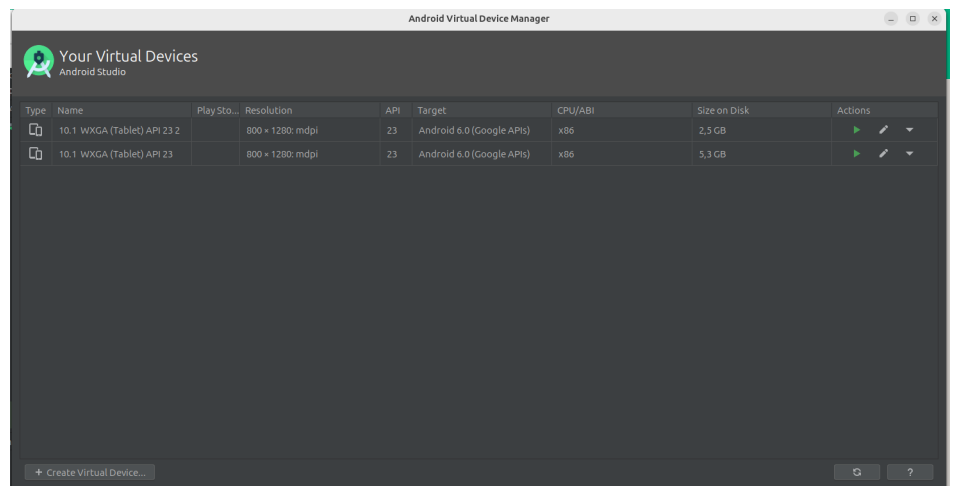 Android Virtual Device Manager
Your Virtual Devices
Android Studio
Type Name Play Sto... Resolution API Target CPU/ABI Size on Disk Actions
10.1 WXGA (Tablet) API 23 2 800 × 1280: mdpi 23 Android 6.0 (Google APIs) x86 2,5 GB
10.1 WXGA (Tablet) API 23 800 × 1280: mdpi 23 Android 6.0 (Google APIs) x86 5,3 GB
+ Create Virtual Device... ?